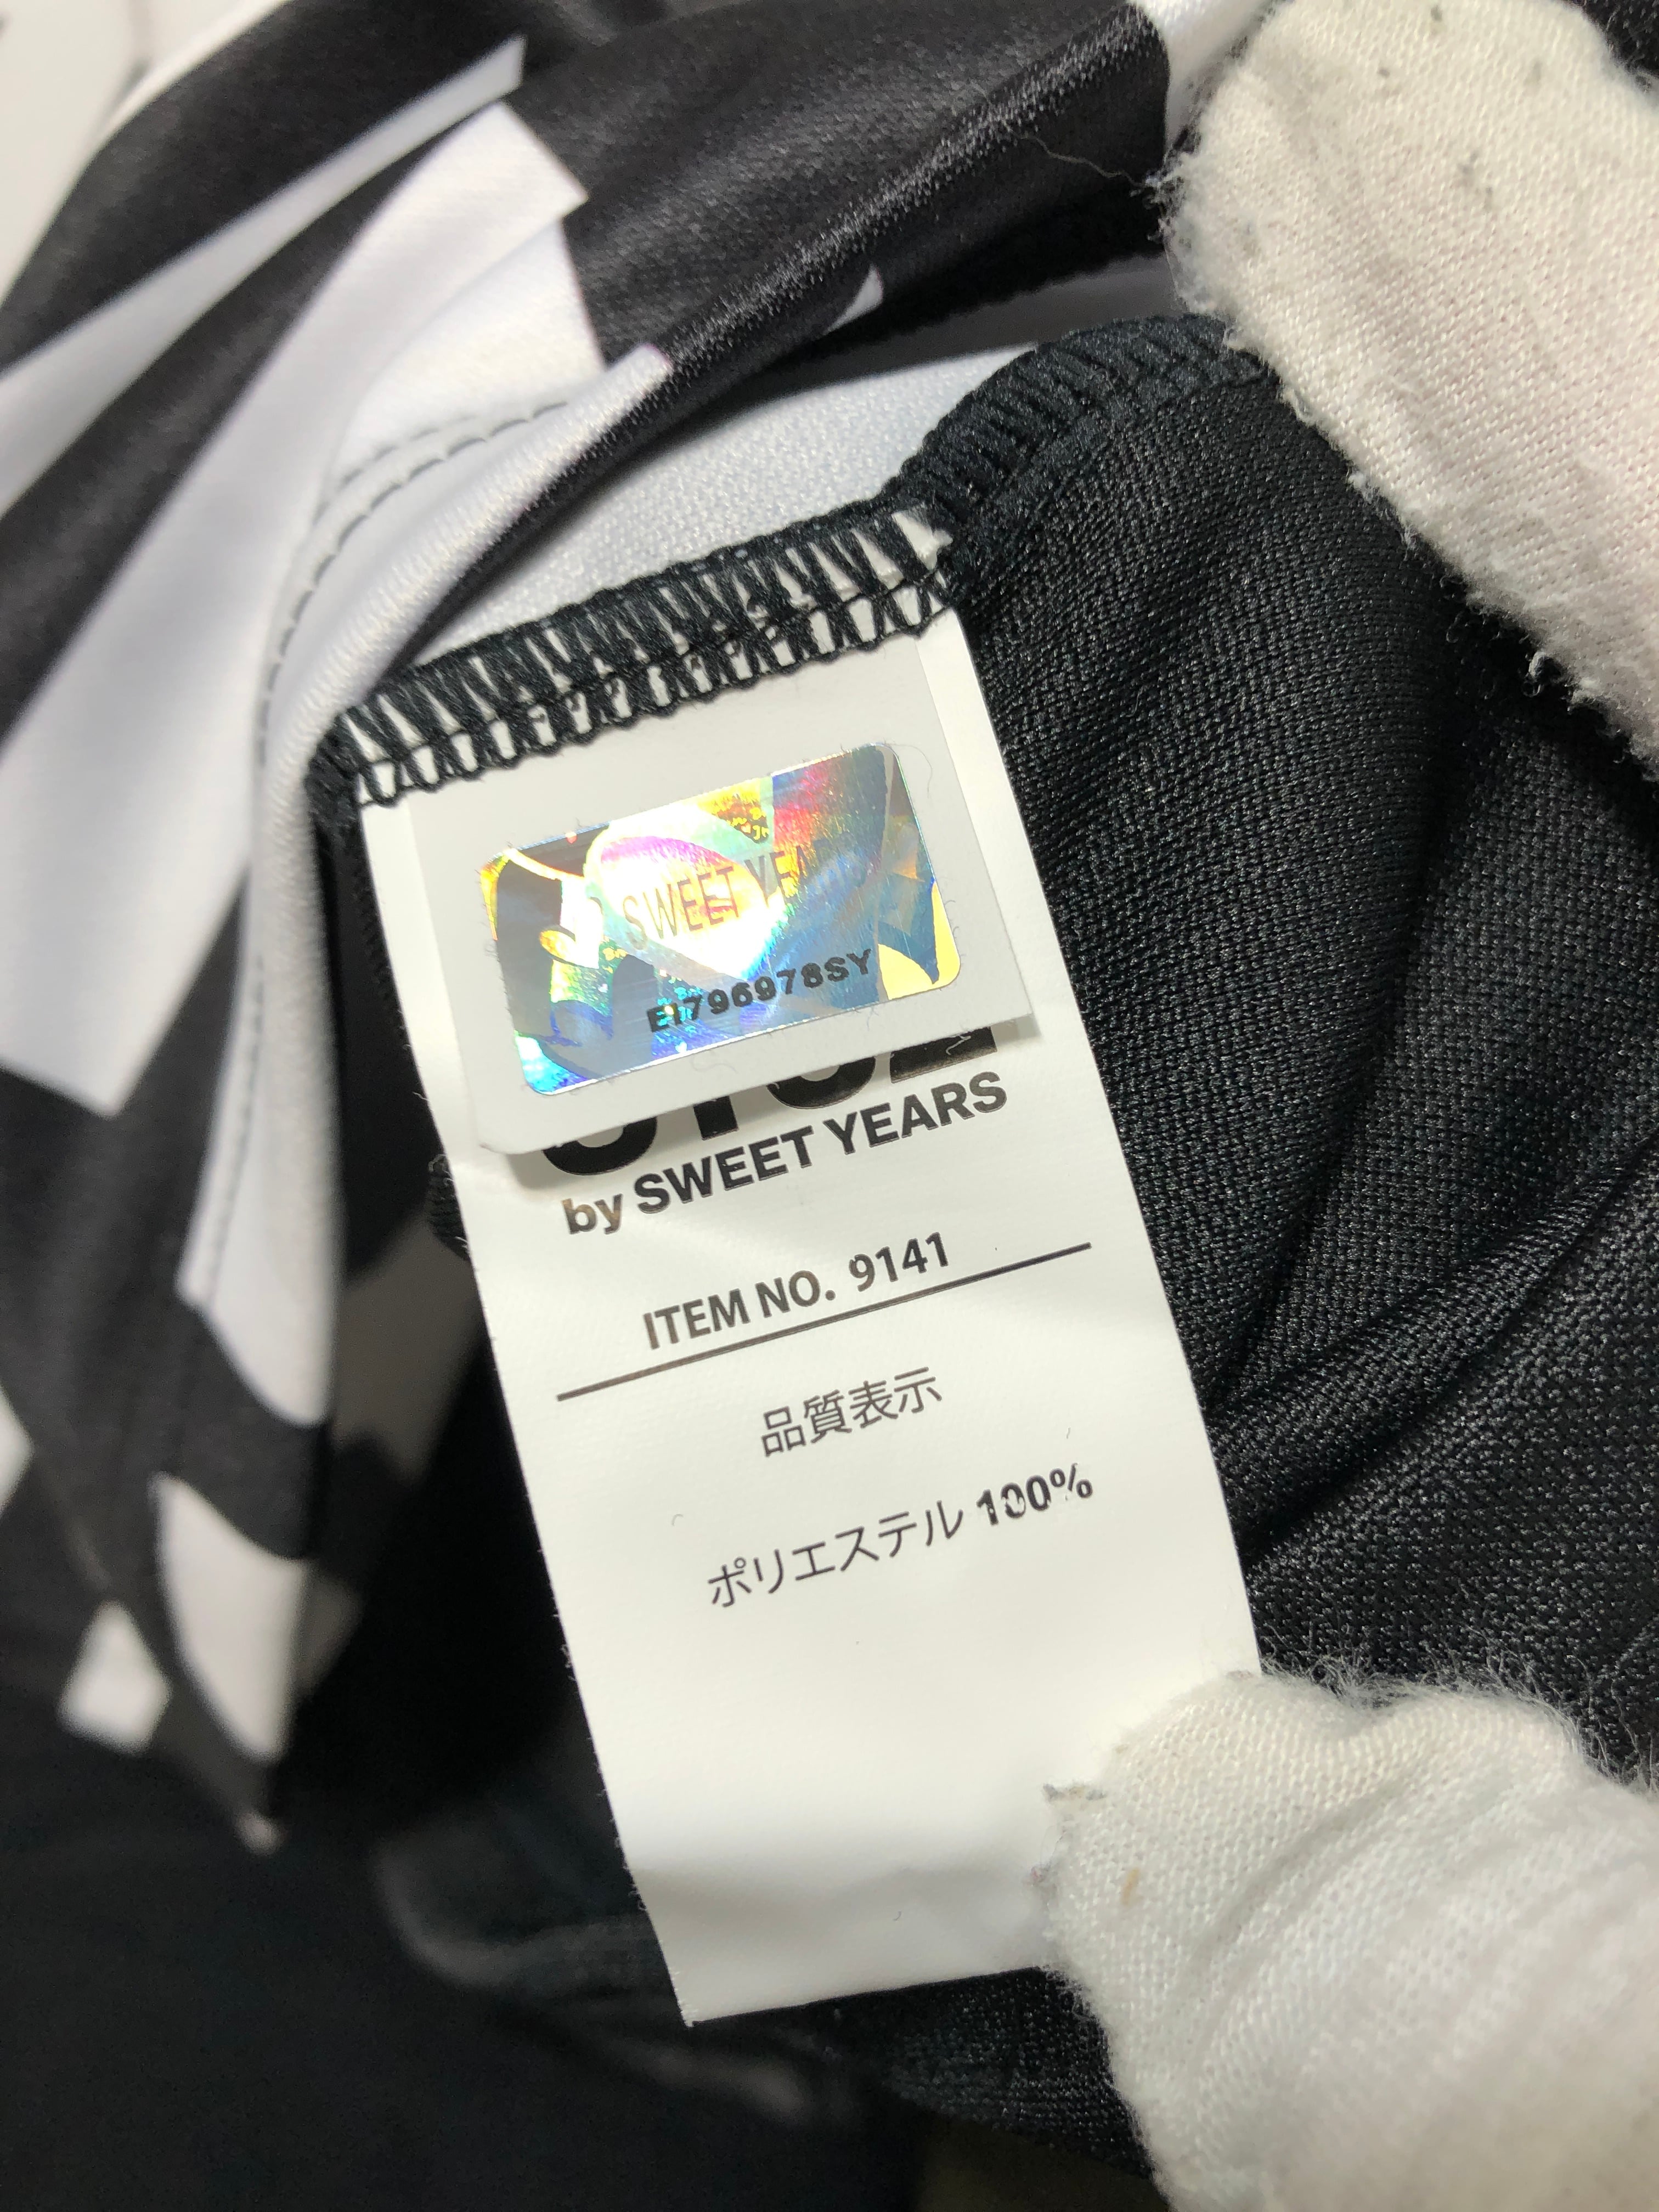 SWEET YEA
EI796978SY
by SWEET YEARS
ITEM NO. 9141
品質表示
ポリエステル 100%